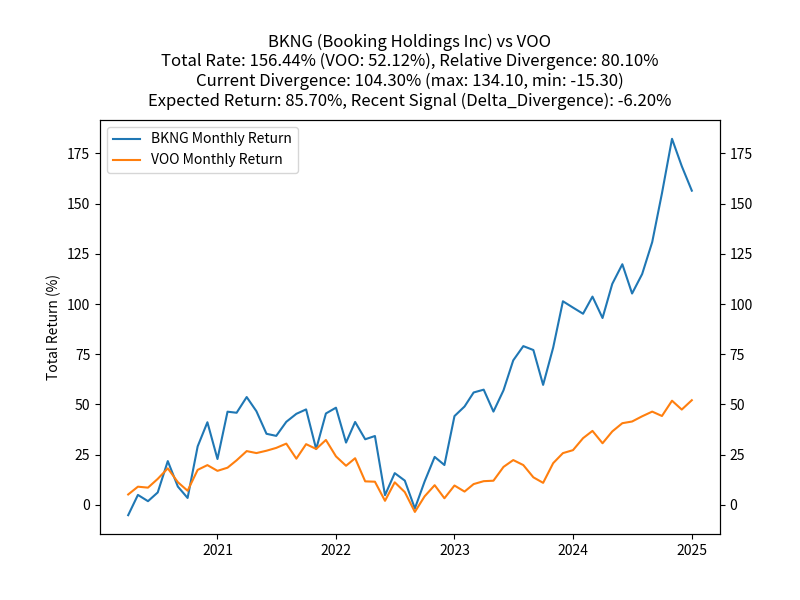 BKNG (Booking Holdings Inc) vs VOO
Total Rate: 156.44% (VOO: 52.12%), Relative Divergence: 80.10%
Current Divergence: 104.30% (max: 134.10, min: -15.30)
Expected Return: 85.70%, Recent Signal (Delta_Divergence): -6.20%
BKNG Monthly Return
VOO Monthly Return
Total Return (%)
175 175
150 150
125 125
100 100
75 75
50 50
25 25
0 0
2021 2022 2023 2024 2025